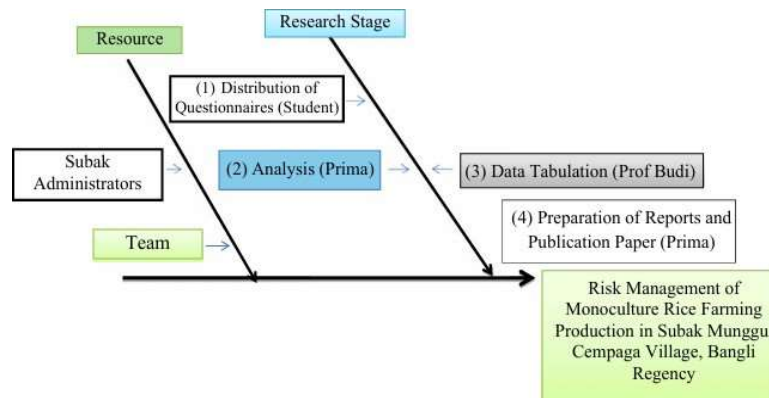 Resource
Research Stage
(1) Distribution of
Questionnaires (Student)
Subak
Administrators
(2) Analysis (Prima)
(3) Data Tabulation (Prof Budi)
Team
(4) Preparation of Reports and
Publication Paper (Prima)
Risk Management of
Monoculture Rice Farming
Production in Subak Munggu
Cempaga Village, Bangli
Regency